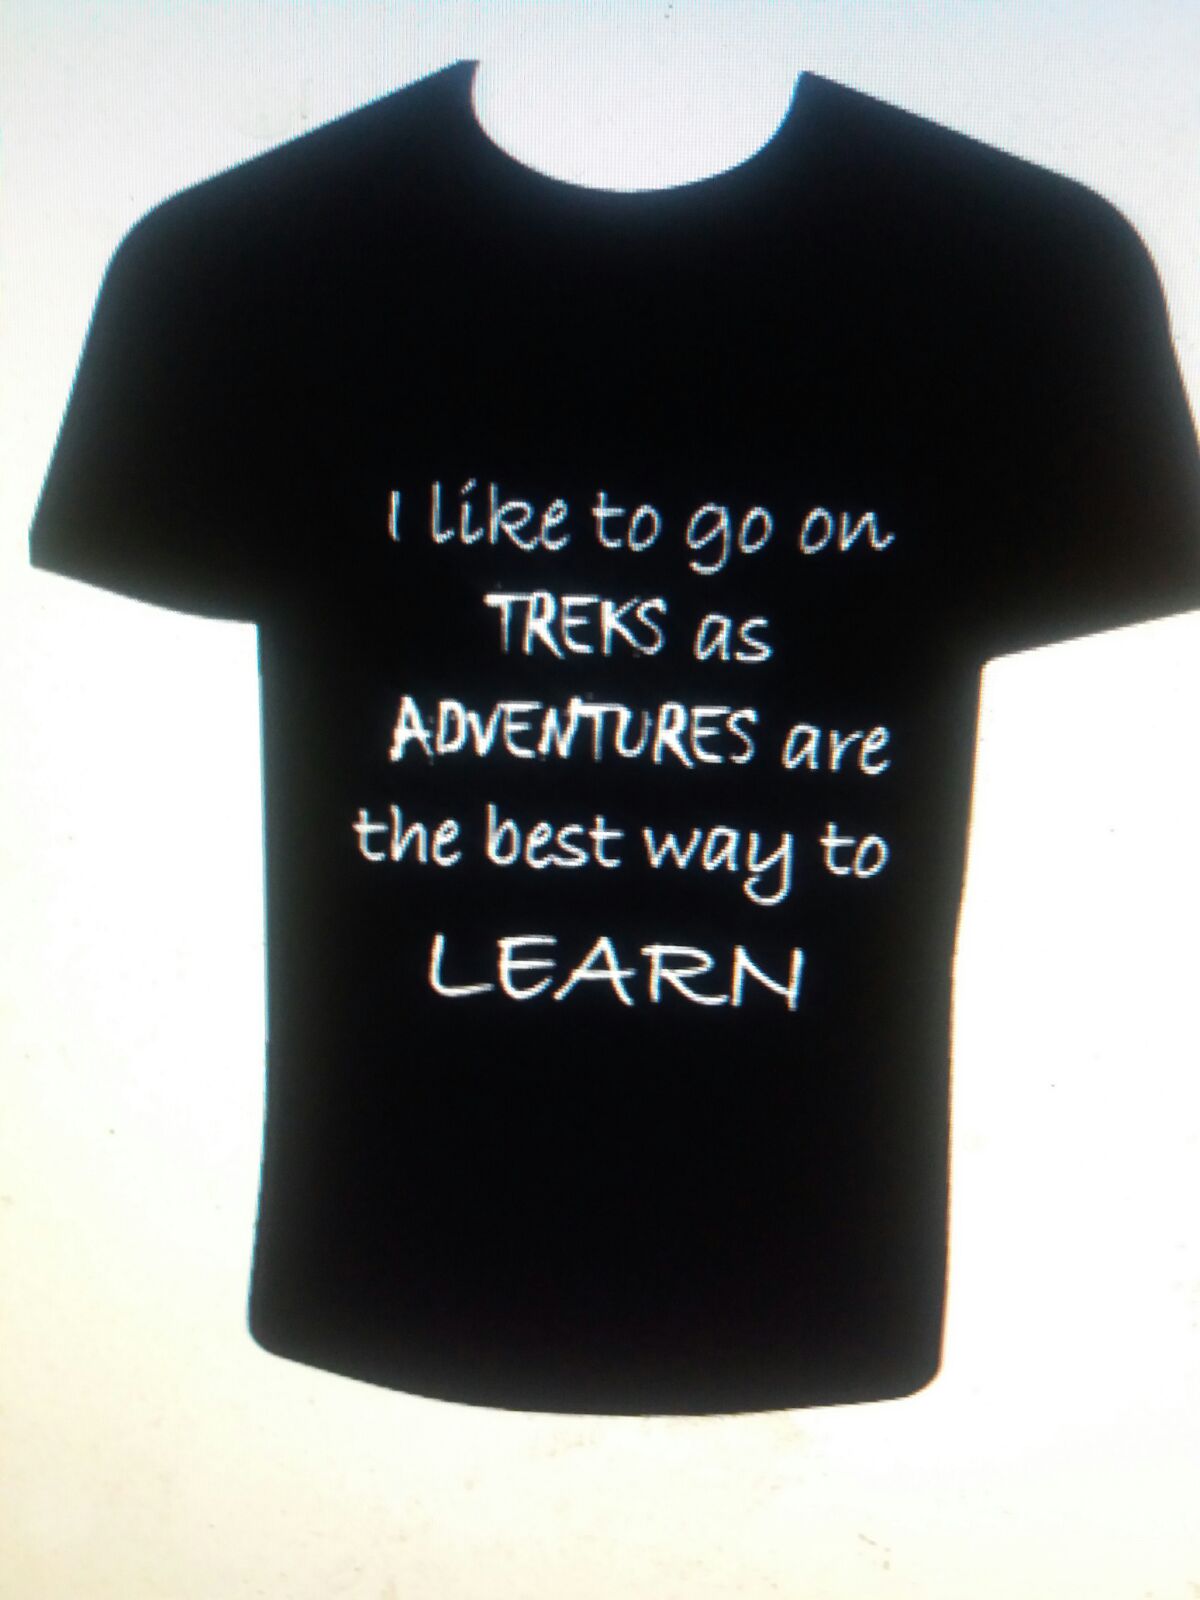 I like to go on
TREKS as
ADVENTURES are
the best way to
LEARN